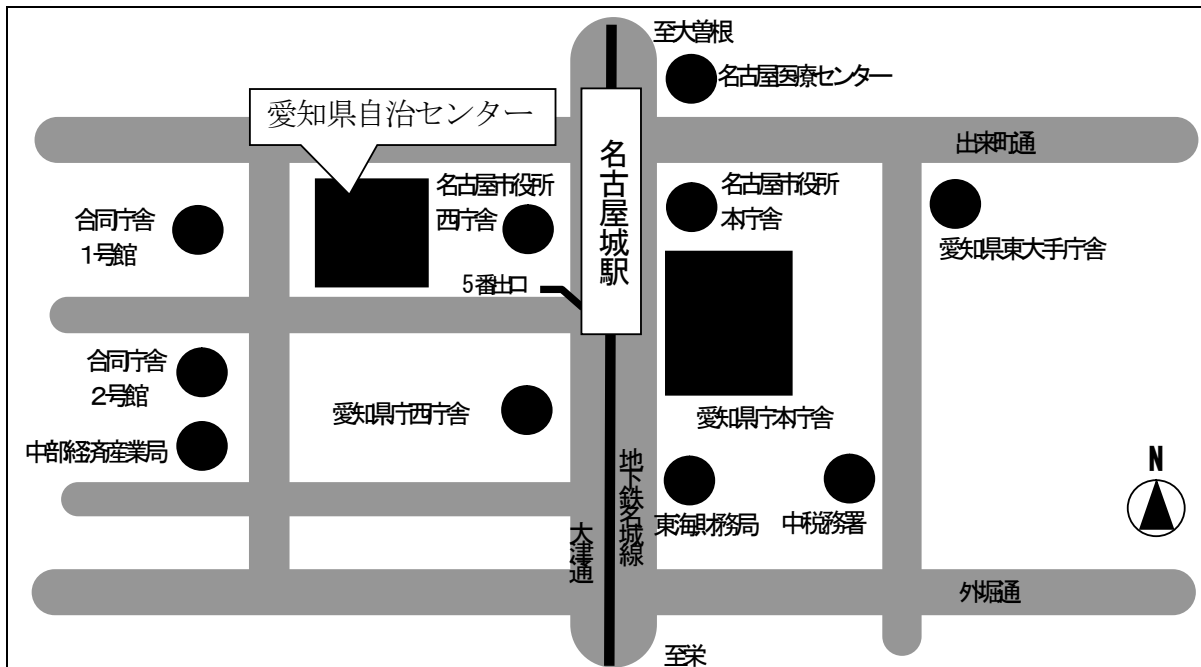 至大曽根
名古屋医療センター
愛知県自治センター
出来町通
名古屋城駅
名古屋市役所
西庁舎
名古屋市役所
本庁舎
合同庁舎
1号館
愛知県東大手庁舎
5番出口
合同庁舎
2号館
愛知県庁西庁舎
愛知県庁本庁舎
中部経済産業局
地下鉄名城線
N
東海財務局
中税務署
大津通
外堀通
至栄